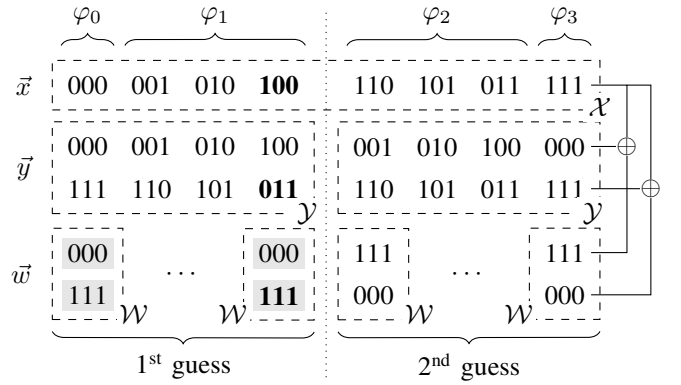 φ0 φ1 φ2 φ3
x⃗ 000 001 010 100 110 101 011 111
𝒳
y⃗ 000 001 010 100 001 010 100 000
111 110 101 011 110 101 011 111
𝒴 𝒴
w⃗ 000 ... 000 111 ... 111
111 111 000 000
𝒲 𝒲 𝒲 𝒲
1st guess 2nd guess